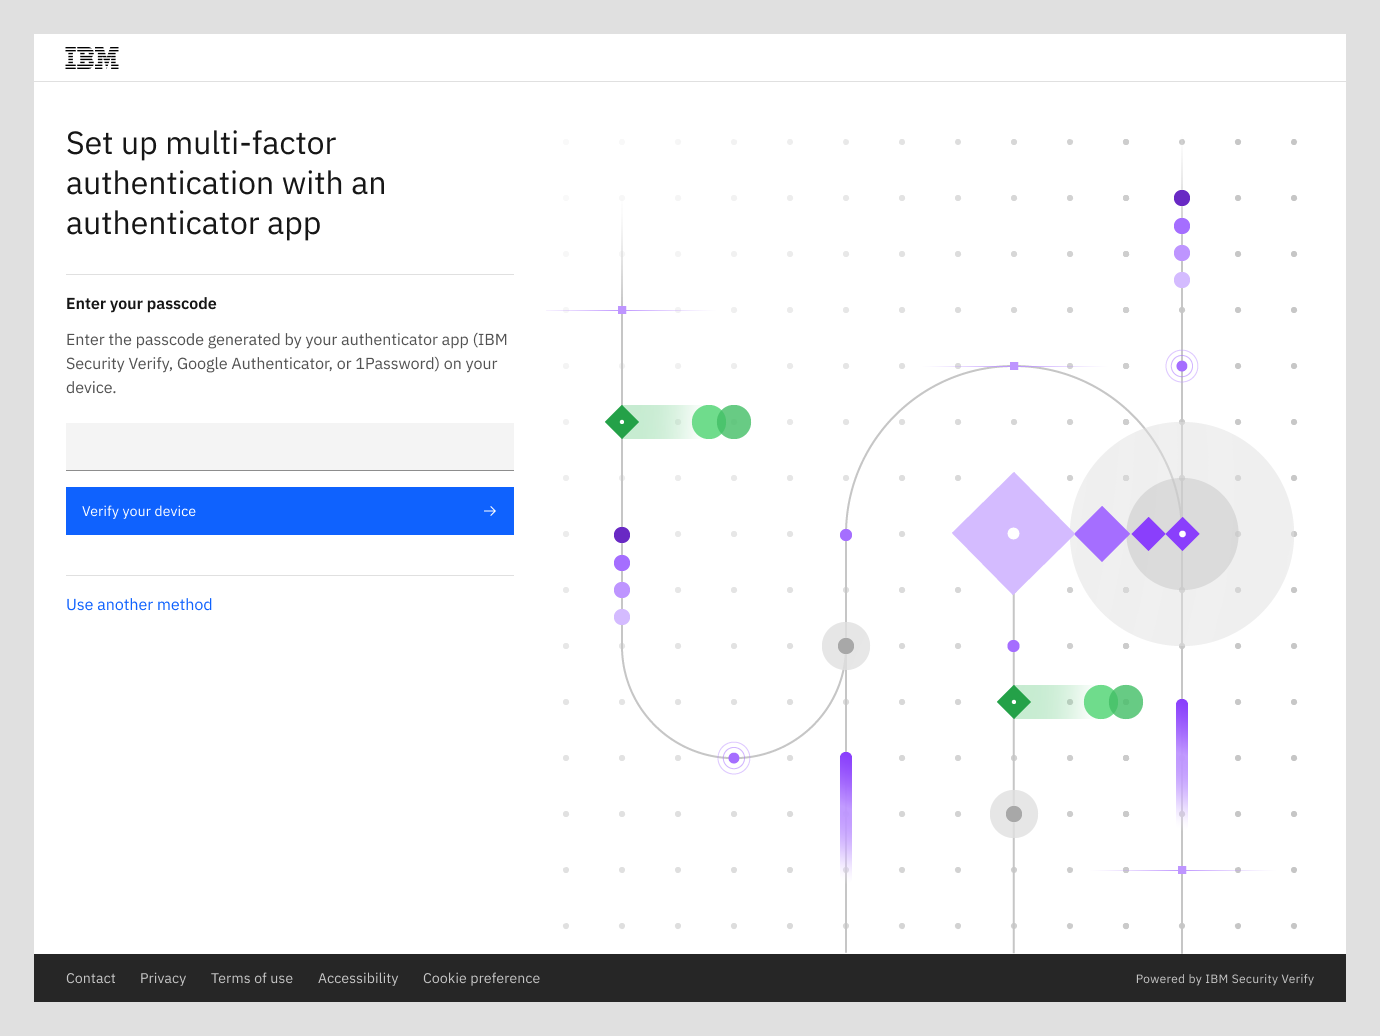 IBM
Set up multi-factor
authentication with an
authenticator app
Enter your passcode
Enter the passcode generated by your authenticator app (IBM
Security Verify, Google Authenticator, or 1Password) on your
device.
Verify your device
Use another method
Contact Privacy Terms of use Accessibility Cookie preference
Powered by IBM Security Verify